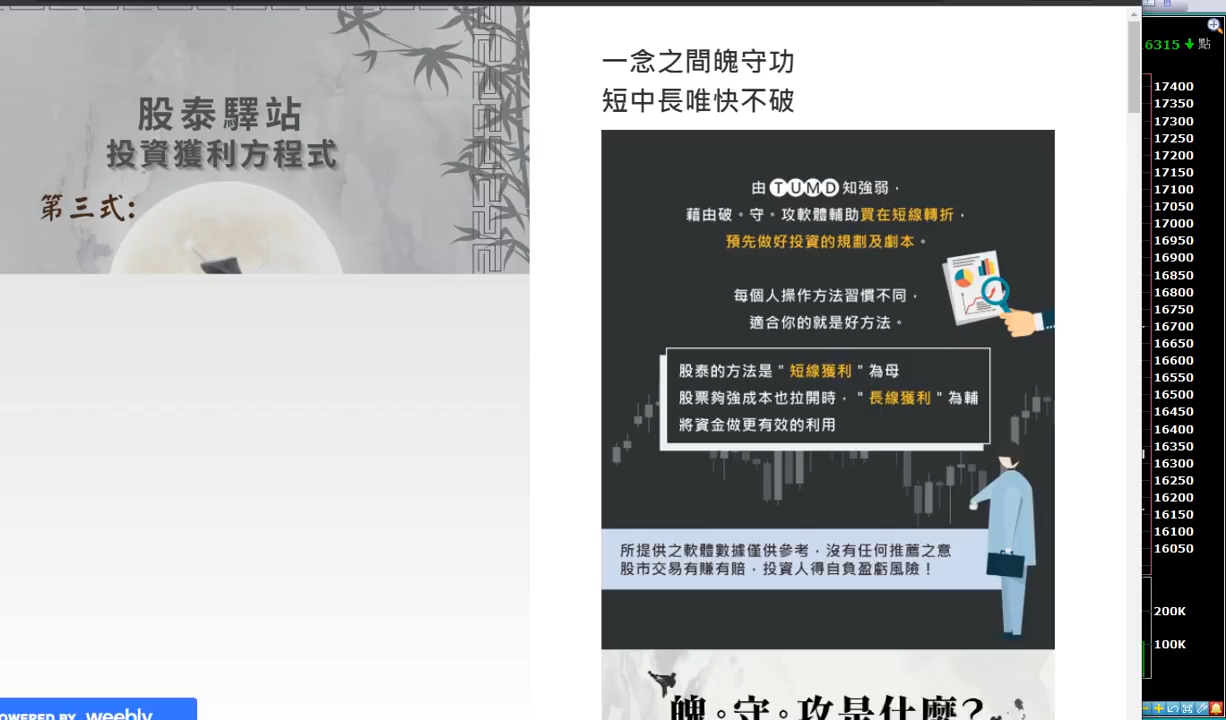 股泰驛站
投資獲利方程式
第三式:
一念之間魄守功
短中長唯快不破
由TUMD知強弱，
藉由破。守。攻軟體輔助買在短線轉折，
預先做好投資的規劃及劇本。
每個人操作方法習慣不同，
適合你的就是好方法。
股泰的方法是"短線獲利"為母
股票夠強成本也拉開時，"長線獲利"為輔
將資金做更有效的利用
所提供之軟體數據僅供參考，沒有任何推薦之意
股市交易有賺有賠，投資人得自負盈虧風險！
魄。守。攻是什麼?
POWERED BY weebly
6315 點
17400
17350
17300
17250
17200
17150
17100
17050
17000
16950
16900
16850
16800
16750
16700
16650
16600
16550
16500
16450
16400
16350
16300
16250
16200
16150
16100
16050
200K
100K